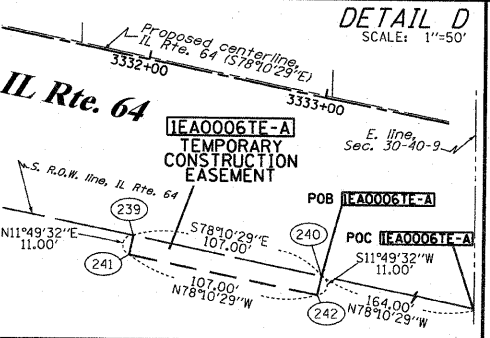 DETAIL D
SCALE: 1"=50'
Proposed centerline,
IL Rte. 64 (S78°10'29"E)
3332+00
3333+00
IL Rte. 64
1EA0006TE-A
TEMPORARY
CONSTRUCTION
EASEMENT
E. line,
Sec. 30-40-9
S. R.O.W. line, IL Rte. 64
POB 1EA0006TE-A
POC 1EA0006TE-A
239
N11°49'32"E
11.00'
S78°10'29"E
107.00'
240
S11°49'32"W
11.00'
241
107.00'
N78°10'29"W
242
164.00'
N78°10'29"W